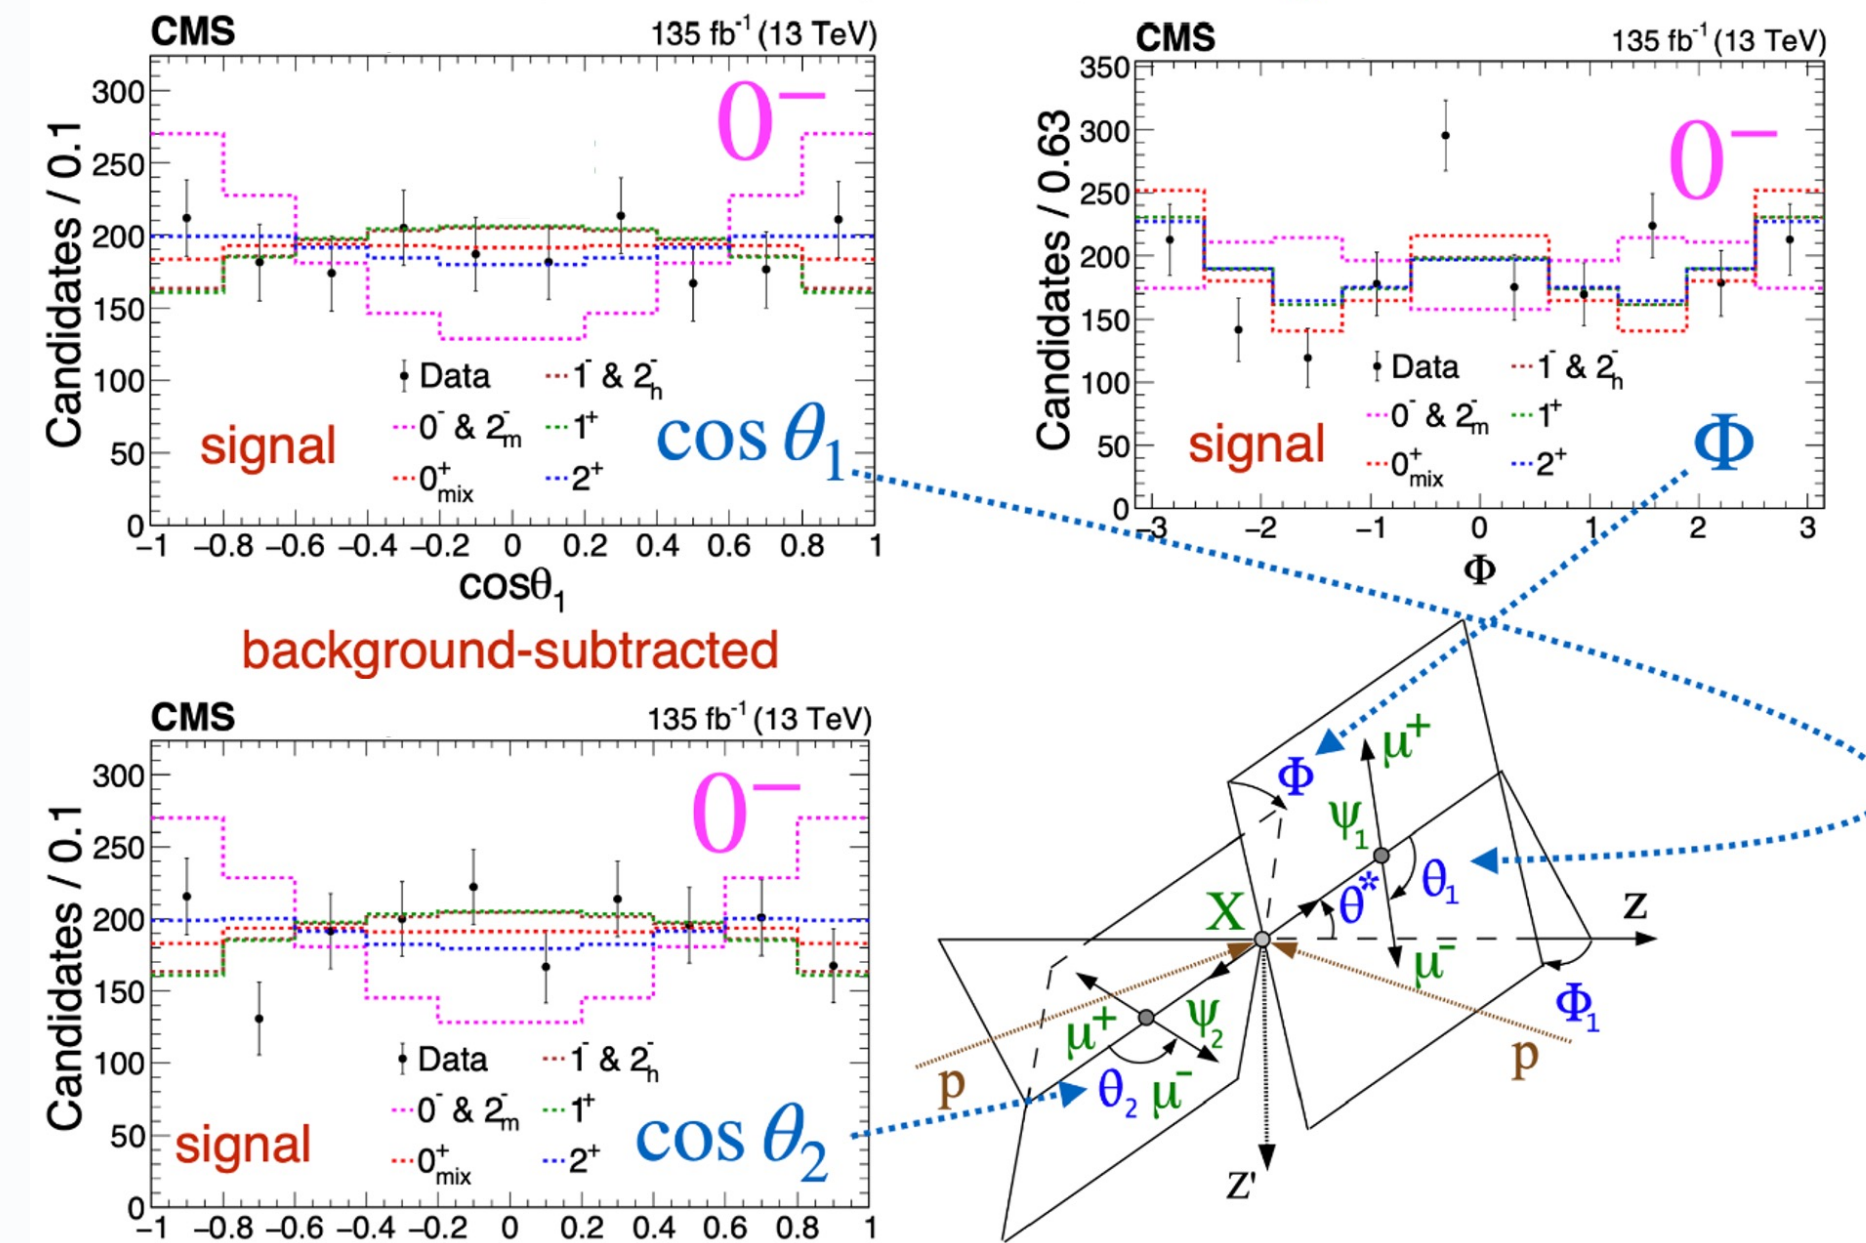 CMS 135 fb⁻¹ (13 TeV)
Candidates / 0.1
300
250
200
150
100
50
0
0⁻
Data
1⁻ & 2⁻ₕ
0⁻ & 2⁻ₘ
1⁺
0⁺mix
2⁺
signal
cos θ₁
−1 −0.8 −0.6 −0.4 −0.2 0 0.2 0.4 0.6 0.8 1
cosθ₁
CMS 135 fb⁻¹ (13 TeV)
Candidates / 0.63
350
300
250
200
150
100
50
0
0⁻
Data
1⁻ & 2⁻ₕ
0⁻ & 2⁻ₘ
1⁺
0⁺mix
2⁺
signal
Φ
−3 −2 −1 0 1 2 3
Φ
background-subtracted
CMS 135 fb⁻¹ (13 TeV)
Candidates / 0.1
300
250
200
150
100
50
0
0⁻
Data
1⁻ & 2⁻ₕ
0⁻ & 2⁻ₘ
1⁺
0⁺mix
2⁺
signal
cos θ₂
−1 −0.8 −0.6 −0.4 −0.2 0 0.2 0.4 0.6 0.8 1
μ⁺
Φ
ψ₁
θ₁
θ*
X
z
μ⁻
Φ₁
μ⁺
ψ₂
p
p
θ₂
μ⁻
z'